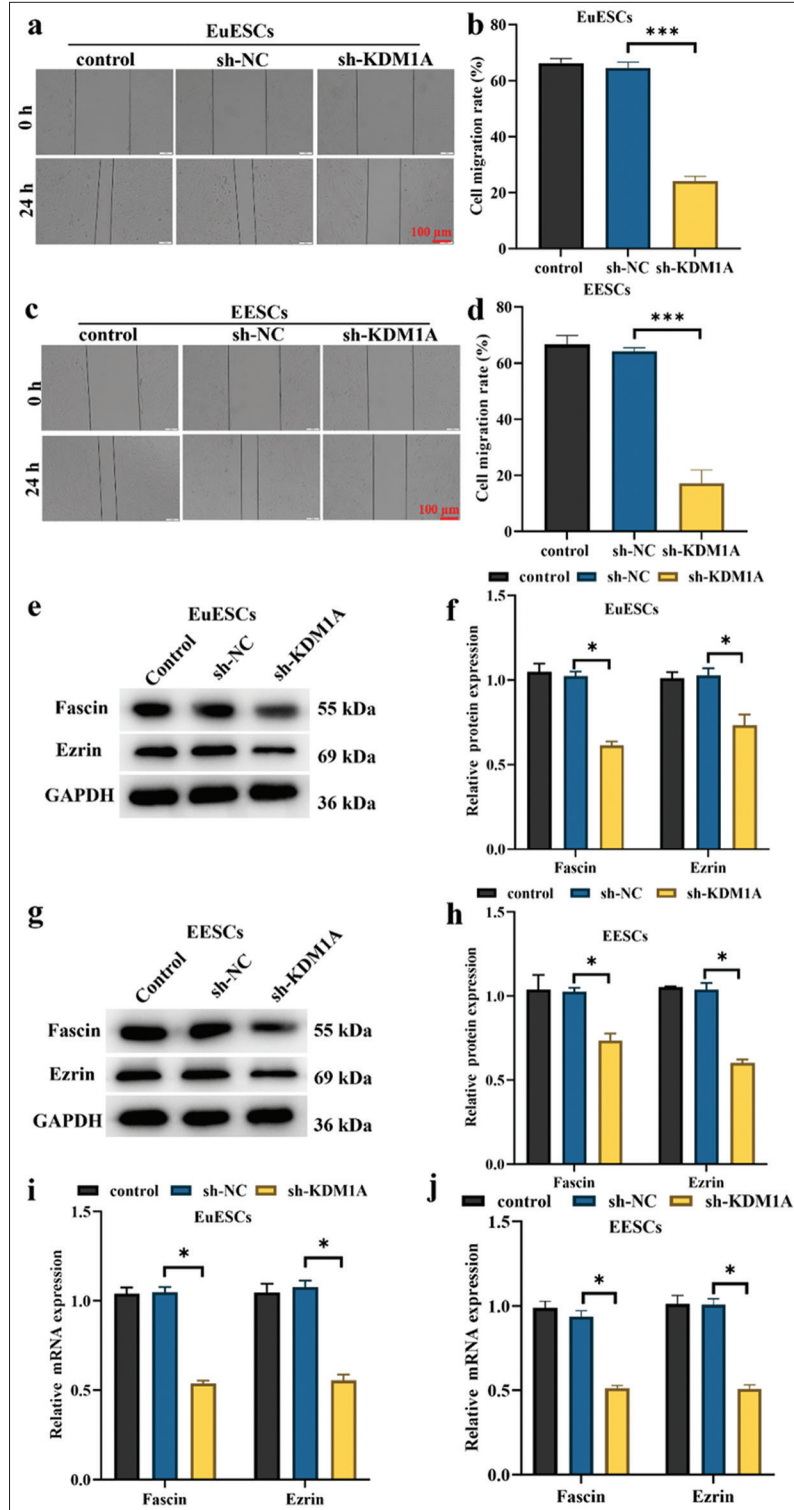 a
EuESCs
control sh-NC sh-KDM1A
0 h
24 h
100 µm
b
EuESCs
***
Cell migration rate (%)
80
60
40
20
0
control sh-NC sh-KDM1A
c
EESCs
control sh-NC sh-KDM1A
0 h
24 h
100 µm
d
EESCs
***
Cell migration rate (%)
80
60
40
20
0
control sh-NC sh-KDM1A
e
EuESCs
Control sh-NC sh-KDM1A
Fascin 55 kDa
Ezrin 69 kDa
GAPDH 36 kDa
control sh-NC sh-KDM1A
f
EuESCs
* *
Relative protein expression
1.5
1.0
0.5
0.0
Fascin Ezrin
g
EESCs
Control sh-NC sh-KDM1A
Fascin 55 kDa
Ezrin 69 kDa
GAPDH 36 kDa
control sh-NC sh-KDM1A
h
EESCs
* *
Relative protein expression
1.5
1.0
0.5
0.0
Fascin Ezrin
i
control sh-NC sh-KDM1A
EuESCs
* *
Relative mRNA expression
1.5
1.0
0.5
0.0
Fascin Ezrin
j
control sh-NC sh-KDM1A
EESCs
* *
Relative mRNA expression
1.5
1.0
0.5
0.0
Fascin Ezrin